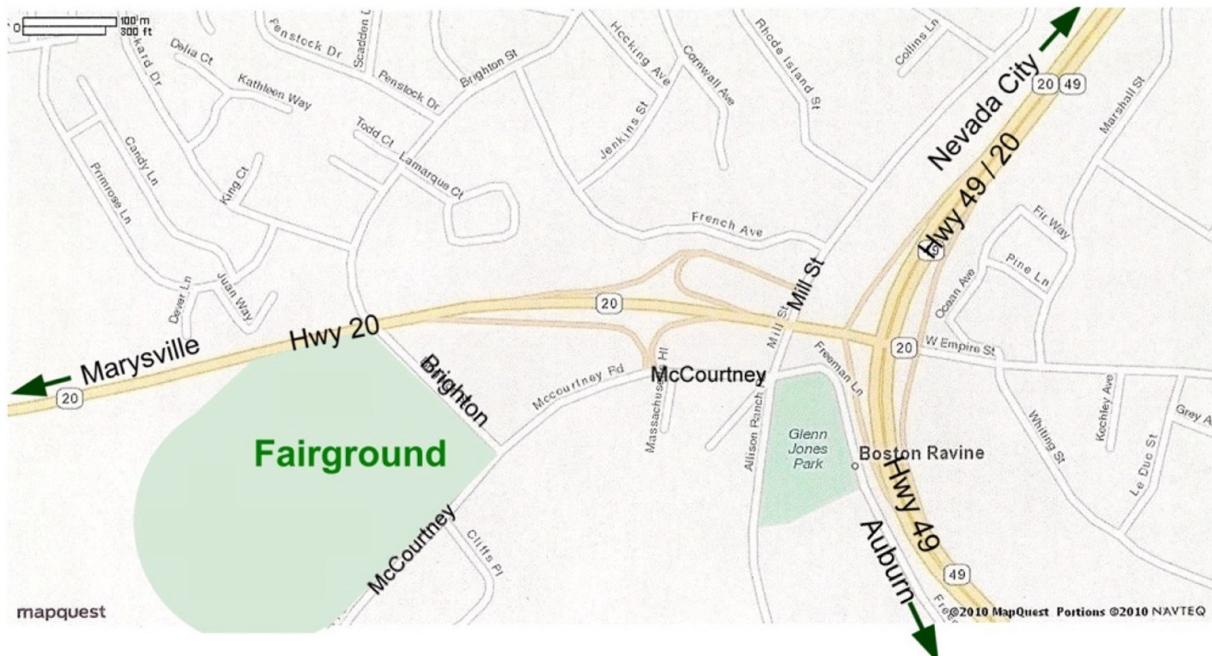 0
100 m
300 ft
Delia Ct
Kathleen Way
Penstock Dr
Penstock Dr
Brighton St
Hocking Ave
Cornwall Ave
Rhode Island St
Collins Ln
Nevada City
20
49
Marshall St
Hwy 49 / 20
Todd Ct
Lamarque Ct
Jenkins St
Candy Ln
Primrose Ln
King Ct
French Ave
Fir Way
Pine Ln
Ocean Ave
Dever Ln
Juan Way
20
Mill St
Mill St
Hwy 20
Marysville
20
Freeman Ln
20
W Empire St
Brighton
Mccourtney Rd
McCourtney
Massachusetts Hl
Allison Ranch
Glenn
Jones
Park
Boston Ravine
Fairground
Whiting St
Kechley Ave
Le Duc St
Grey A
Hwy 49
McCourtney
Cliffs Pl
Auburn
49
mapquest
©2010 MapQuest Portions ©2010 NAVTEQ